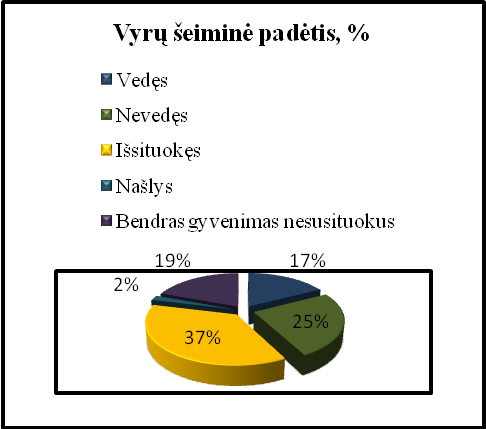 Vyrų šeiminė padėtis, %
Vedęs
Nevedęs
Išsituokęs
Našlys
Bendras gyvenimas nesusituokus
19%
17%
2%
25%
37%